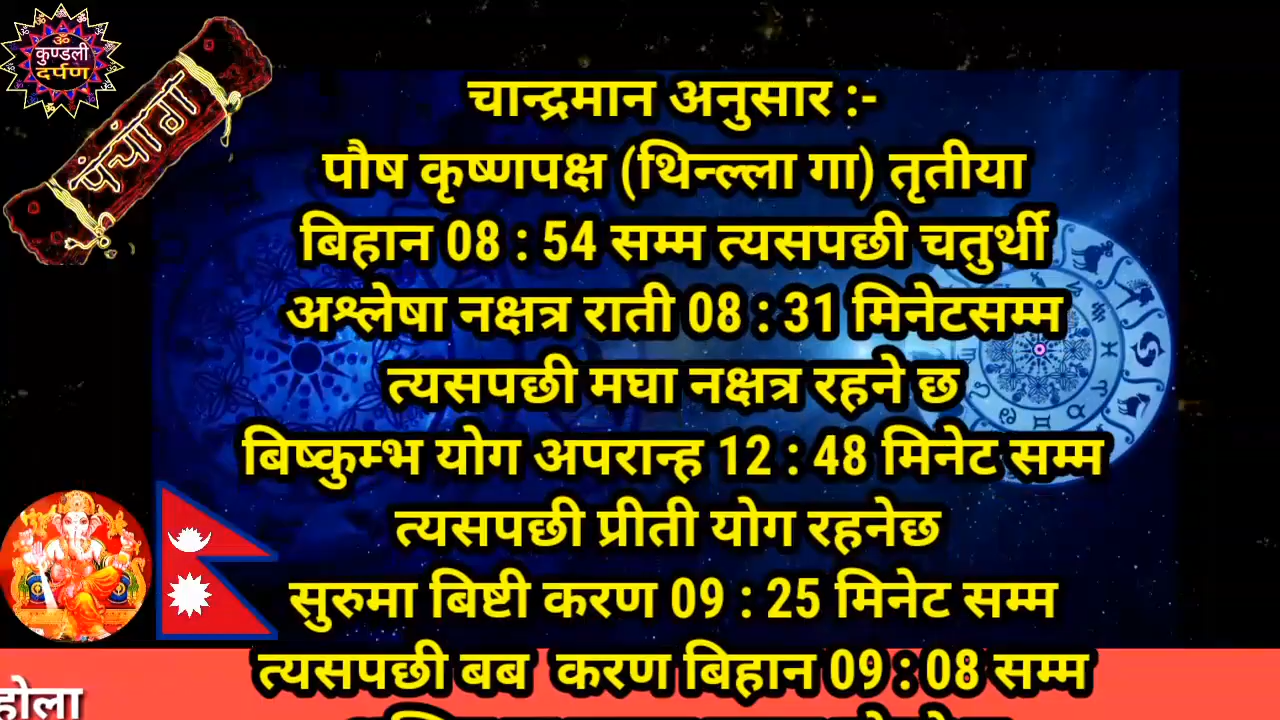 ॐ
कुण्डली
दर्पण
पंचांग
चान्द्रमान अनुसार :-
पौष कृष्णपक्ष (थिन्ल्ला गा) तृतीया
बिहान 08 : 54 सम्म त्यसपछी चतुर्थी
अश्लेषा नक्षत्र राती 08 : 31 मिनेटसम्म
त्यसपछी मघा नक्षत्र रहने छ
बिष्कुम्भ योग अपरान्ह 12 : 48 मिनेट सम्म
त्यसपछी प्रीती योग रहनेछ
सुरुमा बिष्टी करण 09 : 25 मिनेट सम्म
त्यसपछी बब करण बिहान 09 : 08 सम्म
होला